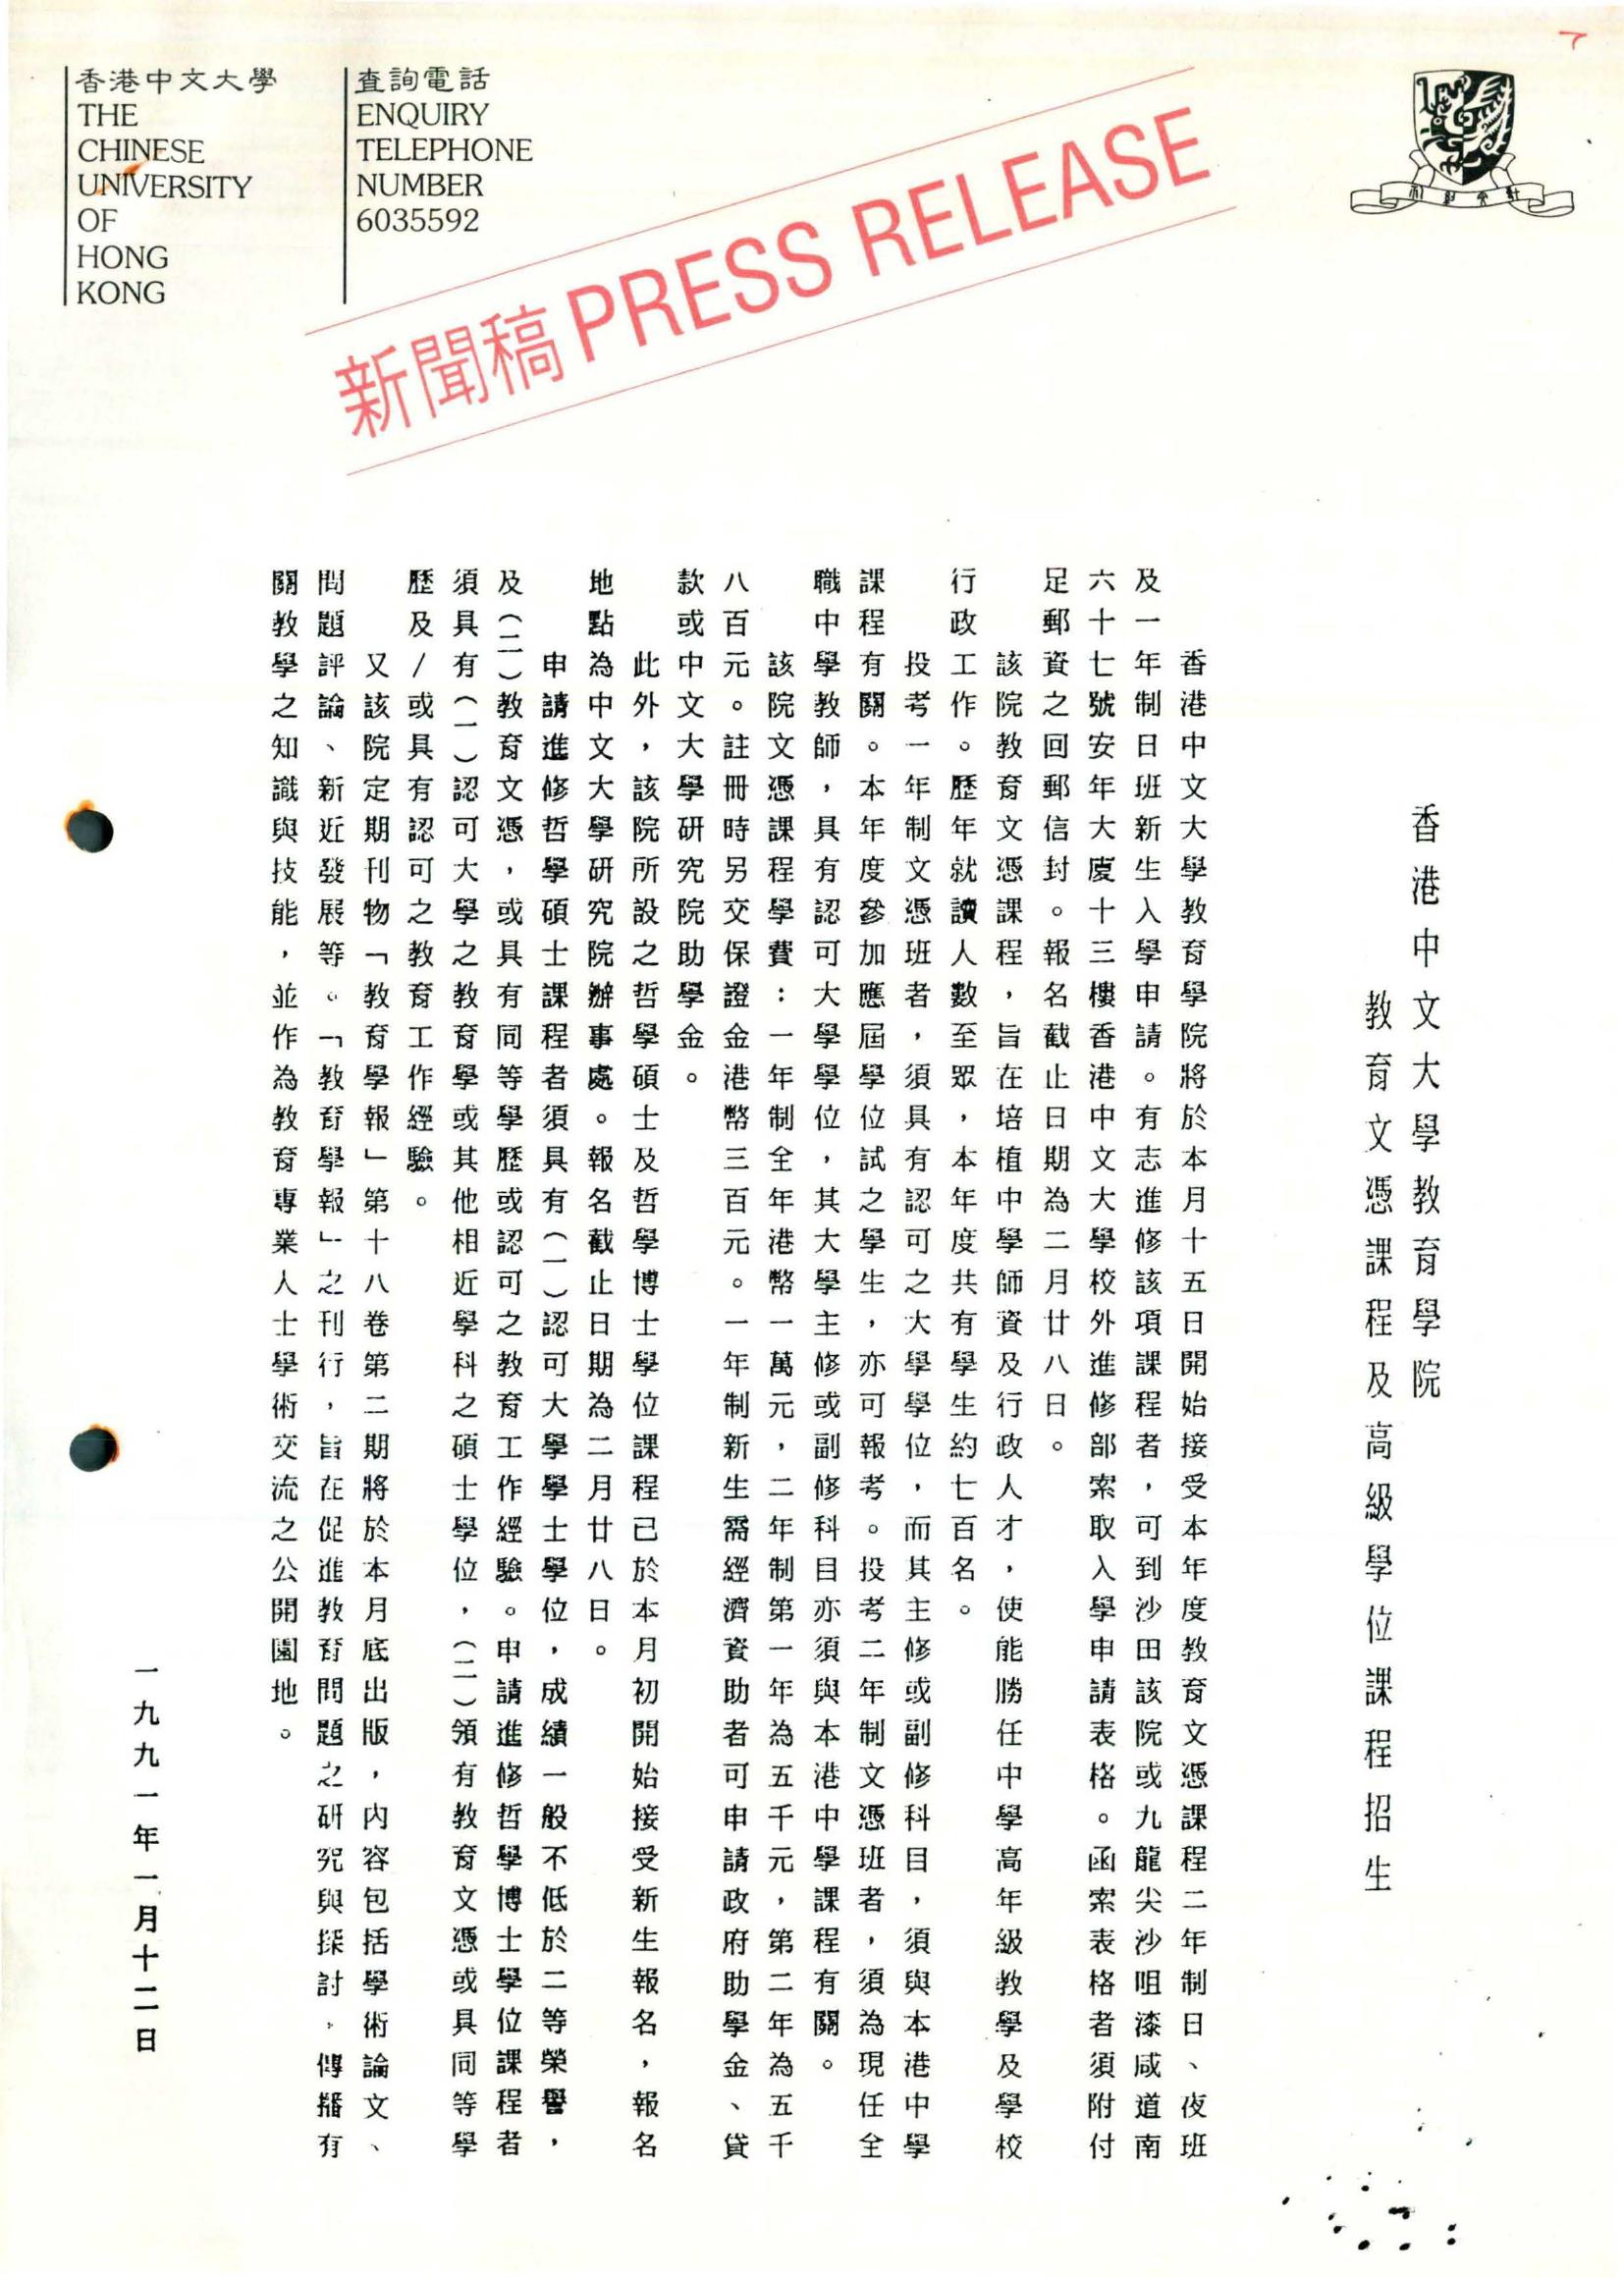 香港中文大學
THE
CHINESE
UNIVERSITY
OF
HONG
KONG
查詢電話
ENQUIRY
TELEPHONE
NUMBER
6035592
新聞稿 PRESS RELEASE
香港中文大學教育學院
教育文憑課程及高級學位課程招生
香港中文大學教育學院將於本月十五日開始接受本年度教育文憑課程二年制日、夜班
及一年制日班新生入學申請。有志進修該項課程者，可到沙田該院或九龍尖沙咀漆咸道南
六十七號安年大廈十三樓香港中文大學校外進修部索取入學申請表格。函索表格者須附付
足郵資之回郵信封。報名截止日期為二月廿八日。
該院教育文憑課程，旨在培植中學師資及行政人才，使能勝任中學高年級教學及學校
行政工作。歷年就讀人數至眾，本年度共有學生約七百名。
投考一年制文憑班者，須具有認可之大學學位，而其主修或副修科目，須與本港中學
課程有關。本年度參加應屆學位試之學生，亦可報考。投考二年制文憑班者，須為現任全
職中學教師，具有認可大學學位，其大學主修或副修科目亦須與本港中學課程有關。
該院文憑課程學費：一年制全年港幣一萬元，二年制第一年為五千元，第二年為五千
八百元。註冊時另交保證金港幣三百元。一年制新生需經濟資助者可申請政府助學金、貸
款或中文大學研究院助學金。
此外，該院所設之哲學碩士及哲學博士學位課程已於本月初開始接受新生報名，報名
地點為中文大學研究院辦事處。報名截止日期為二月廿八日。
申請進修哲學碩士課程者須具有（一）認可大學學士學位，成績一般不低於二等榮譽，
及（二）教育文憑，或具有同等學歷或認可之教育工作經驗。申請進修哲學博士學位課程者
須具有（一）認可大學之教育學或其他相近學科之碩士學位，（二）領有教育文憑或具同等學
歷及/或具有認可之教育工作經驗。
又該院定期刊物「教育學報」第十八卷第二期將於本月底出版，內容包括學術論文、
問題評論、新近發展等。「教育學報」之刊行，旨在促進教育問題之研究與探討，傳播有
關教學之知識與技能，並作為教育專業人士學術交流之公開園地。
一九九一年一月十二日